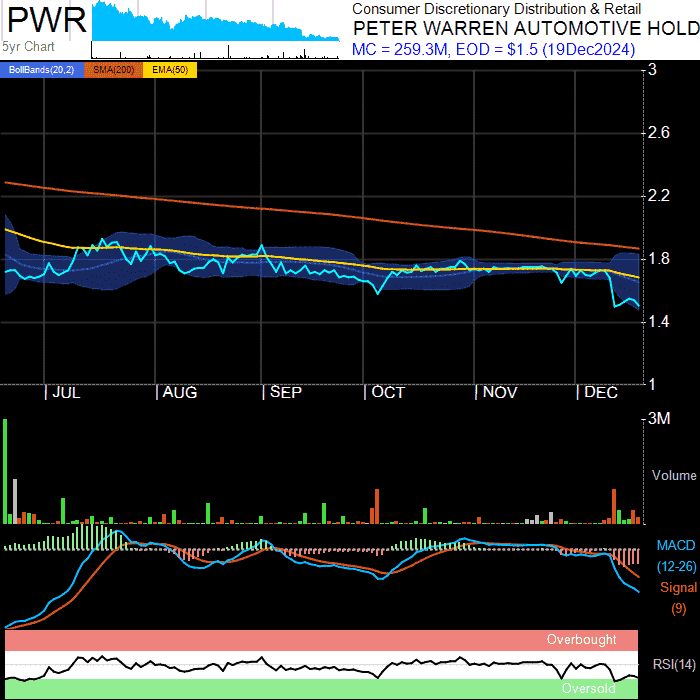 PWR
5yr Chart
Consumer Discretionary Distribution & Retail
PETER WARREN AUTOMOTIVE HOLD
MC = 259.3M, EOD = $1.5 (19Dec2024)
BollBands(20,2) SMA(200) EMA(50)
3
2.6
2.2
1.8
1.4
1
JUL AUG SEP OCT NOV DEC
3M
Volume
MACD
(12-26)
Signal
(9)
Overbought
RSI(14)
Oversold